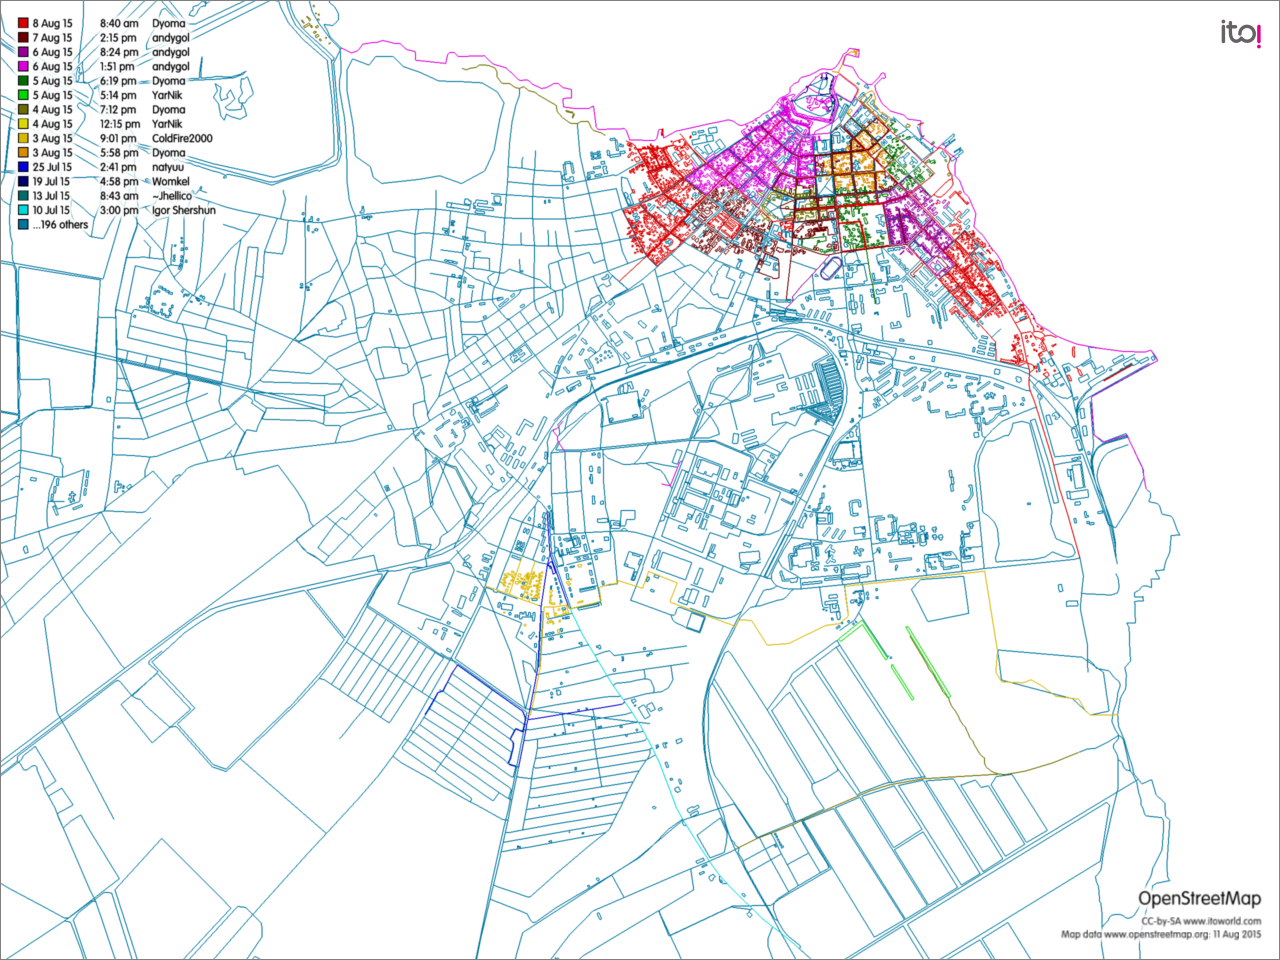 8 Aug 15 8:40 am Dyoma
7 Aug 15 2:15 pm andygol
6 Aug 15 8:24 pm andygol
6 Aug 15 1:51 pm andygol
5 Aug 15 6:19 pm Dyoma
5 Aug 15 5:14 pm YarNik
4 Aug 15 7:12 pm Dyoma
4 Aug 15 12:15 pm YarNik
3 Aug 15 9:01 pm ColdFire2000
3 Aug 15 5:58 pm Dyoma
25 Jul 15 2:41 pm natyuu
19 Jul 15 4:58 pm Womkel
13 Jul 15 8:43 am ~Jhellico
10 Jul 15 3:00 pm Igor Shershun
...196 others
ito!
OpenStreetMap
CC-by-SA www.itoworld.com
Map data www.openstreetmap.org: 11 Aug 2015